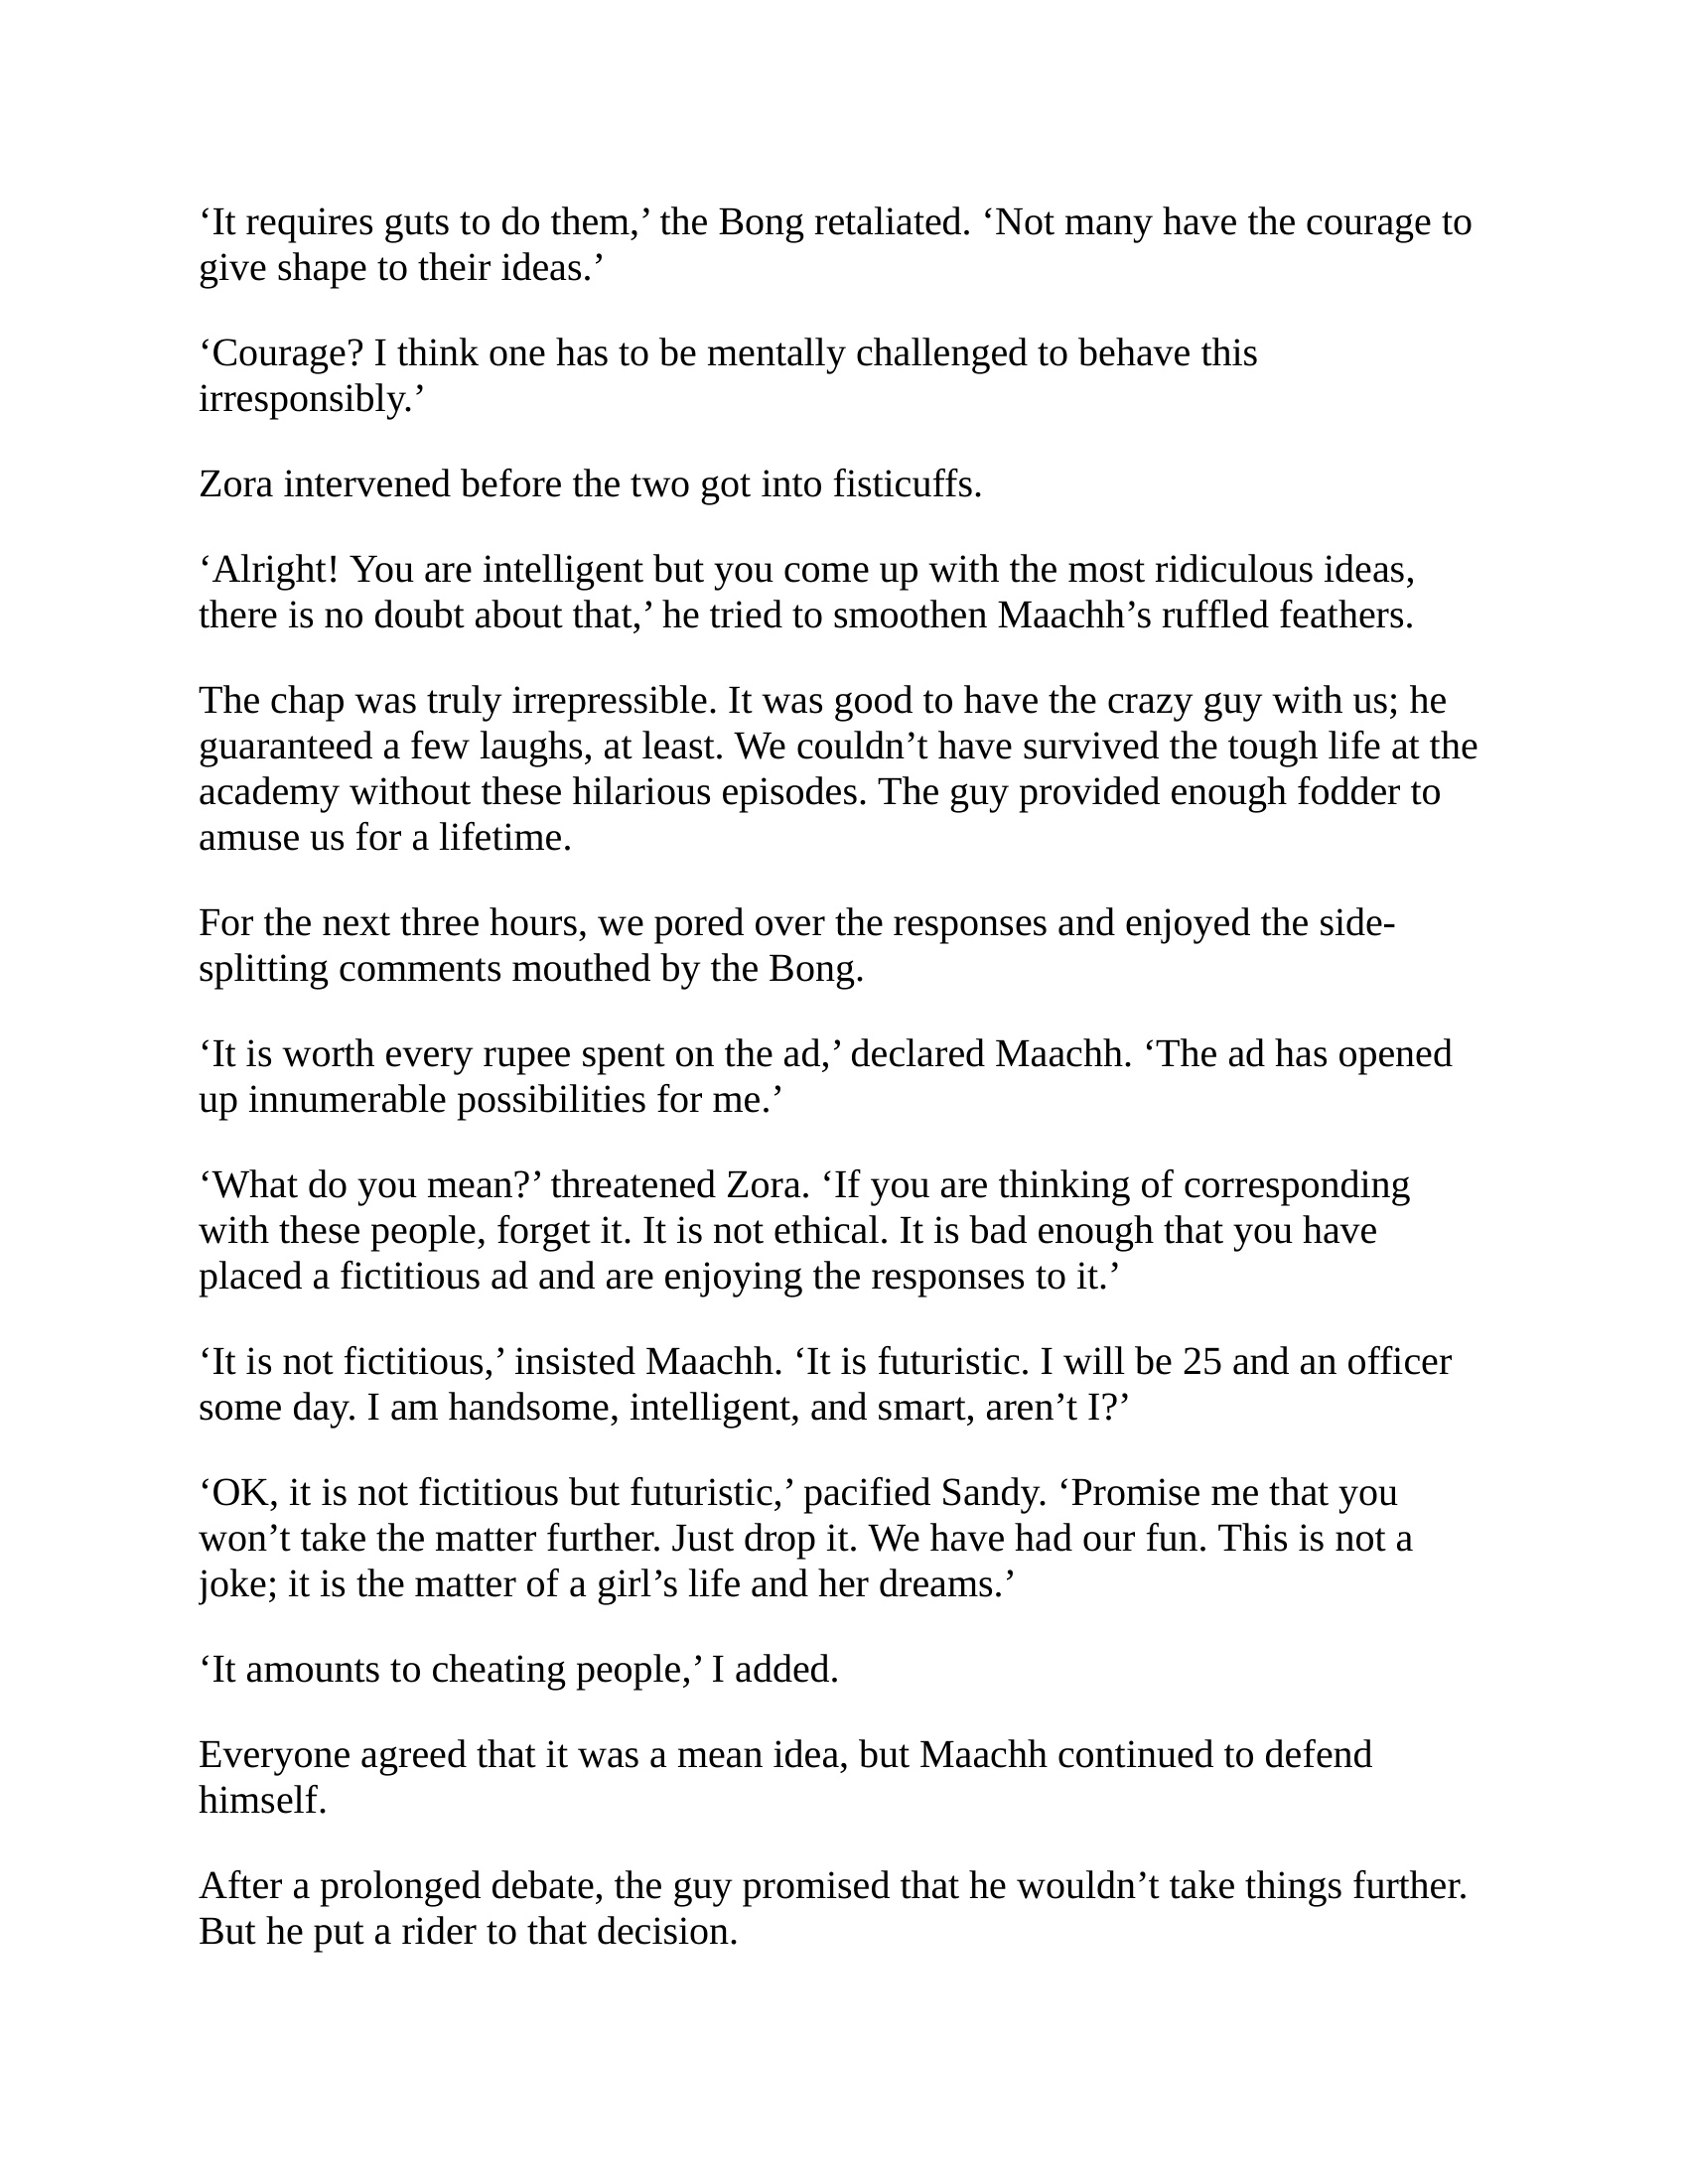 ‘It requires guts to do them,’ the Bong retaliated. ‘Not many have the courage to
give shape to their ideas.’
‘Courage? I think one has to be mentally challenged to behave this
irresponsibly.’
Zora intervened before the two got into fisticuffs.
‘Alright! You are intelligent but you come up with the most ridiculous ideas,
there is no doubt about that,’ he tried to smoothen Maachh’s ruffled feathers.
The chap was truly irrepressible. It was good to have the crazy guy with us; he
guaranteed a few laughs, at least. We couldn’t have survived the tough life at the
academy without these hilarious episodes. The guy provided enough fodder to
amuse us for a lifetime.
For the next three hours, we pored over the responses and enjoyed the side-
splitting comments mouthed by the Bong.
‘It is worth every rupee spent on the ad,’ declared Maachh. ‘The ad has opened
up innumerable possibilities for me.’
‘What do you mean?’ threatened Zora. ‘If you are thinking of corresponding
with these people, forget it. It is not ethical. It is bad enough that you have
placed a fictitious ad and are enjoying the responses to it.’
‘It is not fictitious,’ insisted Maachh. ‘It is futuristic. I will be 25 and an officer
some day. I am handsome, intelligent, and smart, aren’t I?’
‘OK, it is not fictitious but futuristic,’ pacified Sandy. ‘Promise me that you
won’t take the matter further. Just drop it. We have had our fun. This is not a
joke; it is the matter of a girl’s life and her dreams.’
‘It amounts to cheating people,’ I added.
Everyone agreed that it was a mean idea, but Maachh continued to defend
himself.
After a prolonged debate, the guy promised that he wouldn’t take things further.
But he put a rider to that decision.